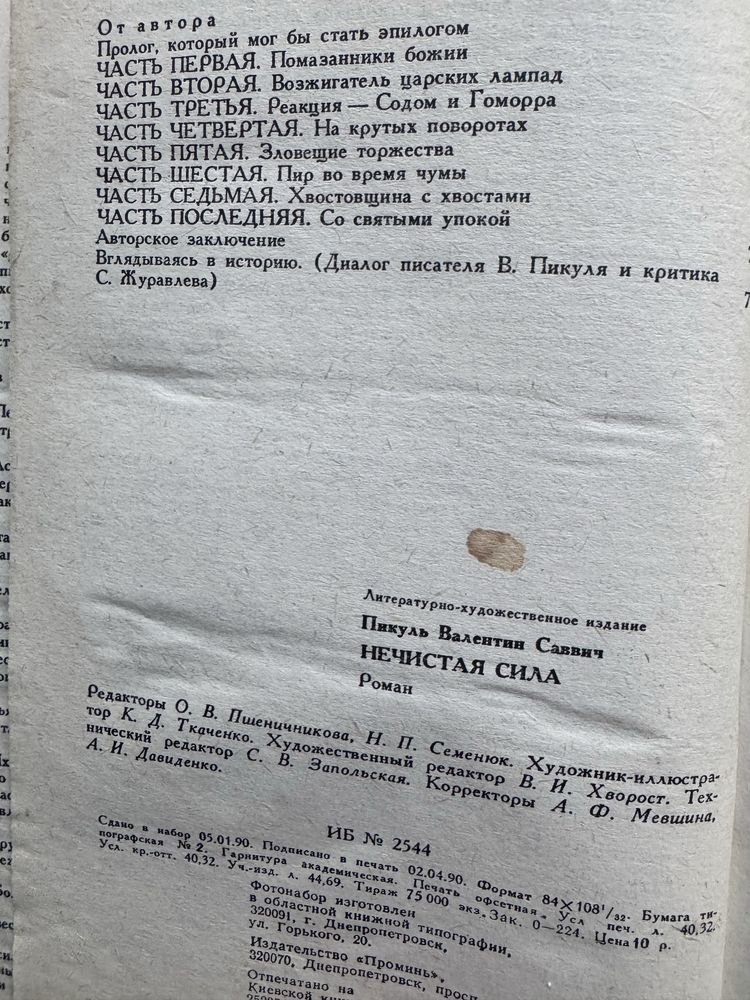 От автора
Пролог, который мог бы стать эпилогом
ЧАСТЬ ПЕРВАЯ. Помазанники божии
ЧАСТЬ ВТОРАЯ. Возжигатель царских лампад
ЧАСТЬ ТРЕТЬЯ. Реакция — Содом и Гоморра
ЧАСТЬ ЧЕТВЕРТАЯ. На крутых поворотах
ЧАСТЬ ПЯТАЯ. Зловещие торжества
ЧАСТЬ ШЕСТАЯ. Пир во время чумы
ЧАСТЬ СЕДЬМАЯ. Хвостовщина с хвостами
ЧАСТЬ ПОСЛЕДНЯЯ. Со святыми упокой
Авторское заключение
Вглядываясь в историю. (Диалог писателя В. Пикуля и критика
С. Журавлева)
Литературно-художественное издание
Пикуль Валентин Саввич
НЕЧИСТАЯ СИЛА
Роман
Редакторы О. В. Пшеничникова, Н. П. Семенюк. Художник-иллюстра-
тор К. Д. Ткаченко. Художественный редактор В. И. Хворост. Тех-
нический редактор С. В. Запольская. Корректоры А. Ф. Мевшина,
А. И. Давиденко.
ИБ № 2544
Сдано в набор 05.01.90. Подписано в печать 02.04.90. Формат 84×108¹/₃₂. Бумага ти-
пографская № 2. Гарнитура академическая. Печать офсетная. Усл печ. л. 40,32.
Усл. кр.-отт. 40,32. Уч.-изд. л. 44,69. Тираж 75 000 экз. Зак. 0—224. Цена 10 р.
Фотонабор изготовлен
в областной книжной типографии,
320091, г. Днепропетровск,
ул. Горького, 20.
Издательство «Проминь»,
320070, Днепропетровск, просп
Отпечатано на
Киевской